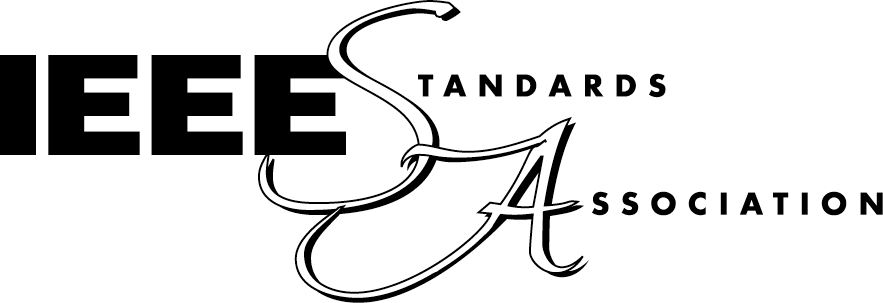 IEEE STANDARDS
ASSOCIATION